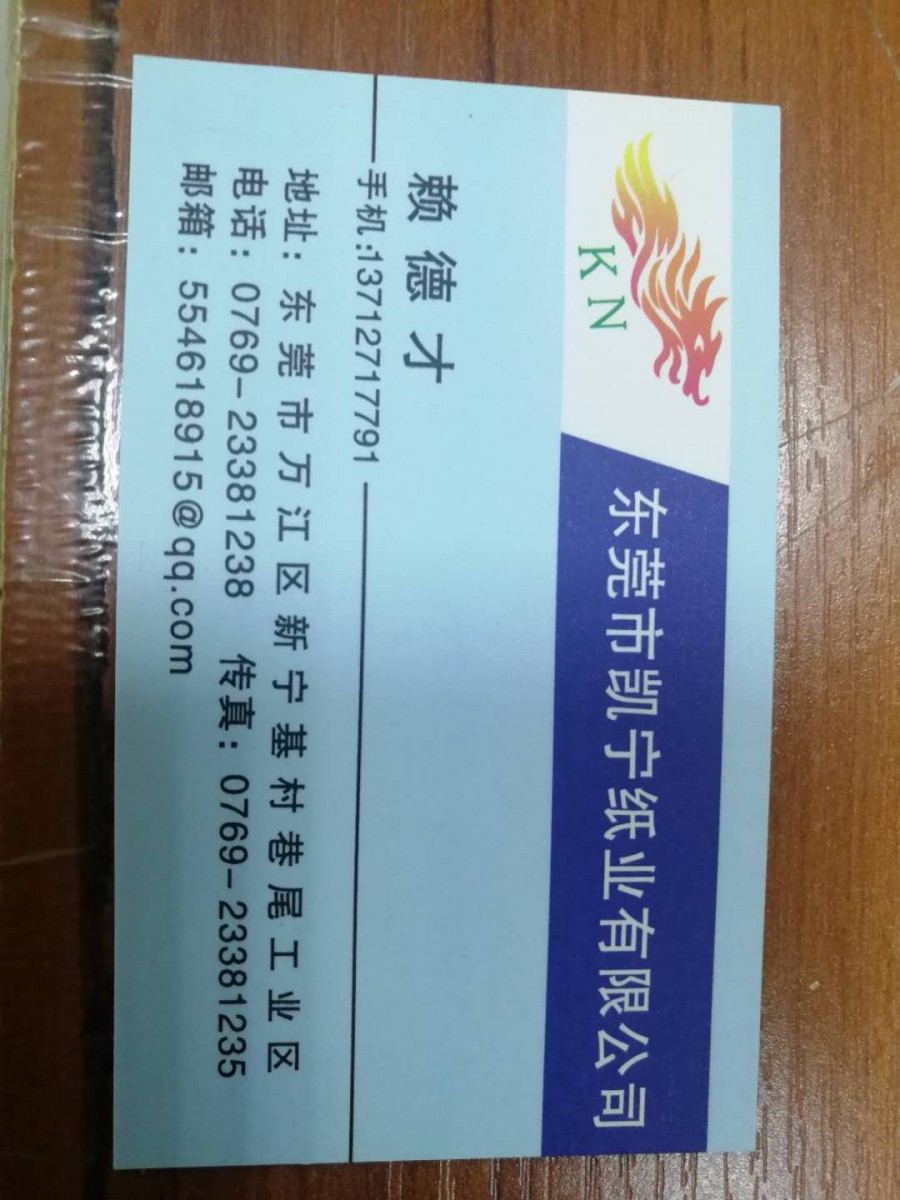 KN
东莞市凯宁纸业有限公司
赖德才
手机:13712717791
地址：东莞市万江区新宁基村巷尾工业区
电话：0769-23381238 传真：0769-23381235
邮箱：554618915@qq.com